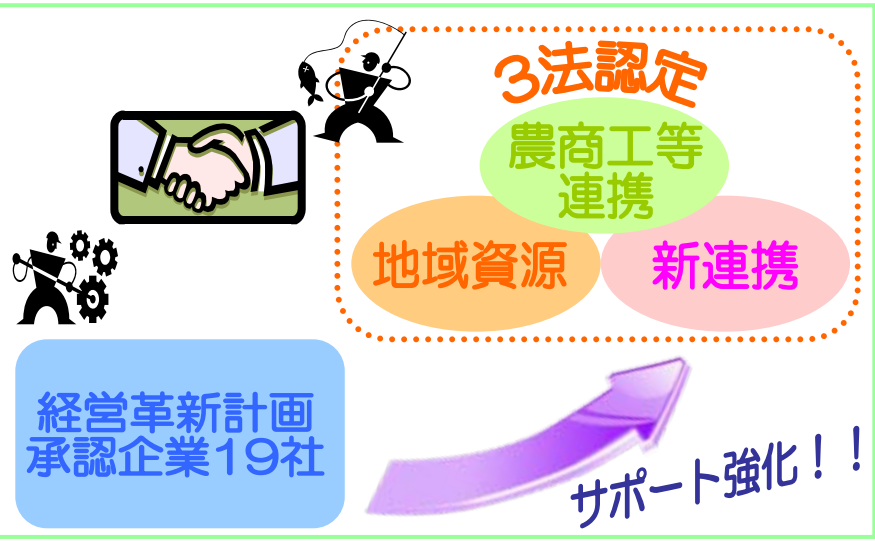 3法認定
農商工等
連携
地域資源
新連携
経営革新計画
承認企業19社
サポート強化！！